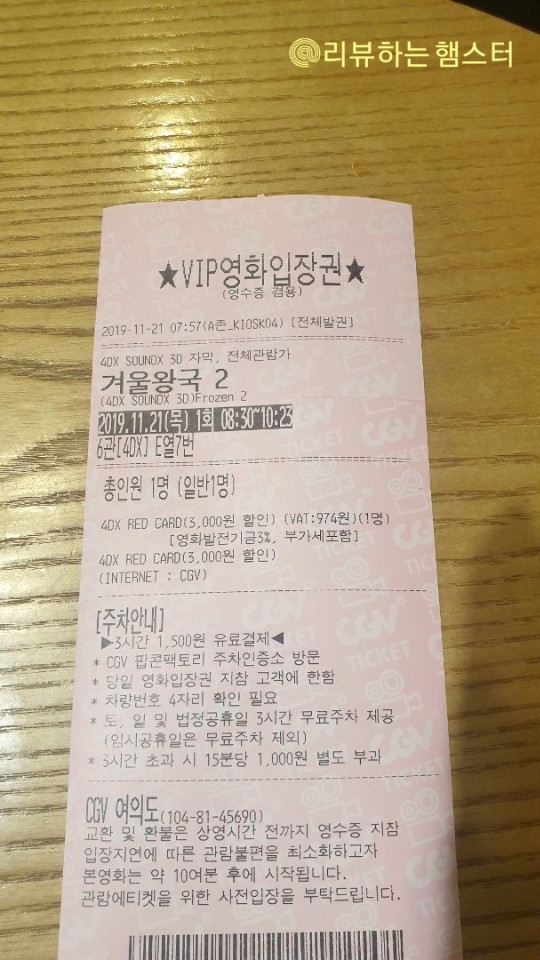 @리뷰하는 햄스터
★VIP영화입장권★
(영수증 겸용)
2019-11-21 07:57(A존_KIOSK04) [전체발권]
4DX SOUNDX 3D 자막, 전체관람가
겨울왕국 2
(4DX SOUNDX 3D)Frozen 2
2019.11.21(목) 1회 08:30~10:23
6관[4DX] E열7번
총인원 1명 (일반1명)
4DX RED CARD(3,000원 할인) (VAT:974원)(1명)
[영화발전기금3%, 부가세포함]
4DX RED CARD(3,000원 할인)
(INTERNET : CGV)
[주차안내]
▶3시간 1,500원 유료결제◀
* CGV 팝콘팩토리 주차인증소 방문
* 당일 영화입장권 지참 고객에 한함
* 차량번호 4자리 확인 필요
* 토, 일 및 법정공휴일 3시간 무료주차 제공
(임시공휴일은 무료주차 제외)
* 3시간 초과 시 15분당 1,000원 별도 부과
CGV 여의도(104-81-45690)
교환 및 환불은 상영시간 전까지 영수증 지참
입장지연에 따른 관람불편을 최소화하고자
본영화는 약 10여분 후에 시작됩니다.
관람에티켓을 위한 사전입장을 부탁드립니다.